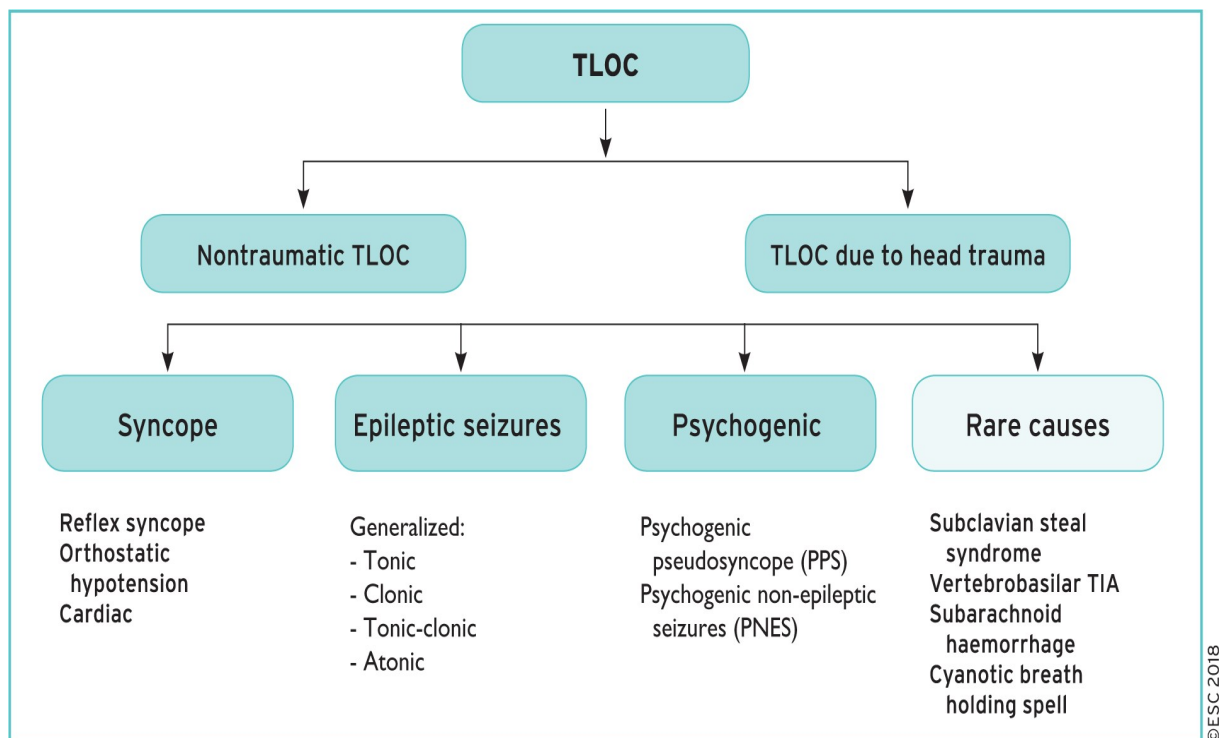 TLOC
Nontraumatic TLOC
TLOC due to head trauma
Syncope
Epileptic seizures
Psychogenic
Rare causes
Reflex syncope
Orthostatic
hypotension
Cardiac
Generalized:
- Tonic
- Clonic
- Tonic-clonic
- Atonic
Psychogenic
pseudosyncope (PPS)
Psychogenic non-epileptic
seizures (PNES)
Subclavian steal
syndrome
Vertebrobasilar TIA
Subarachnoid
haemorrhage
Cyanotic breath
holding spell
©ESC 2018